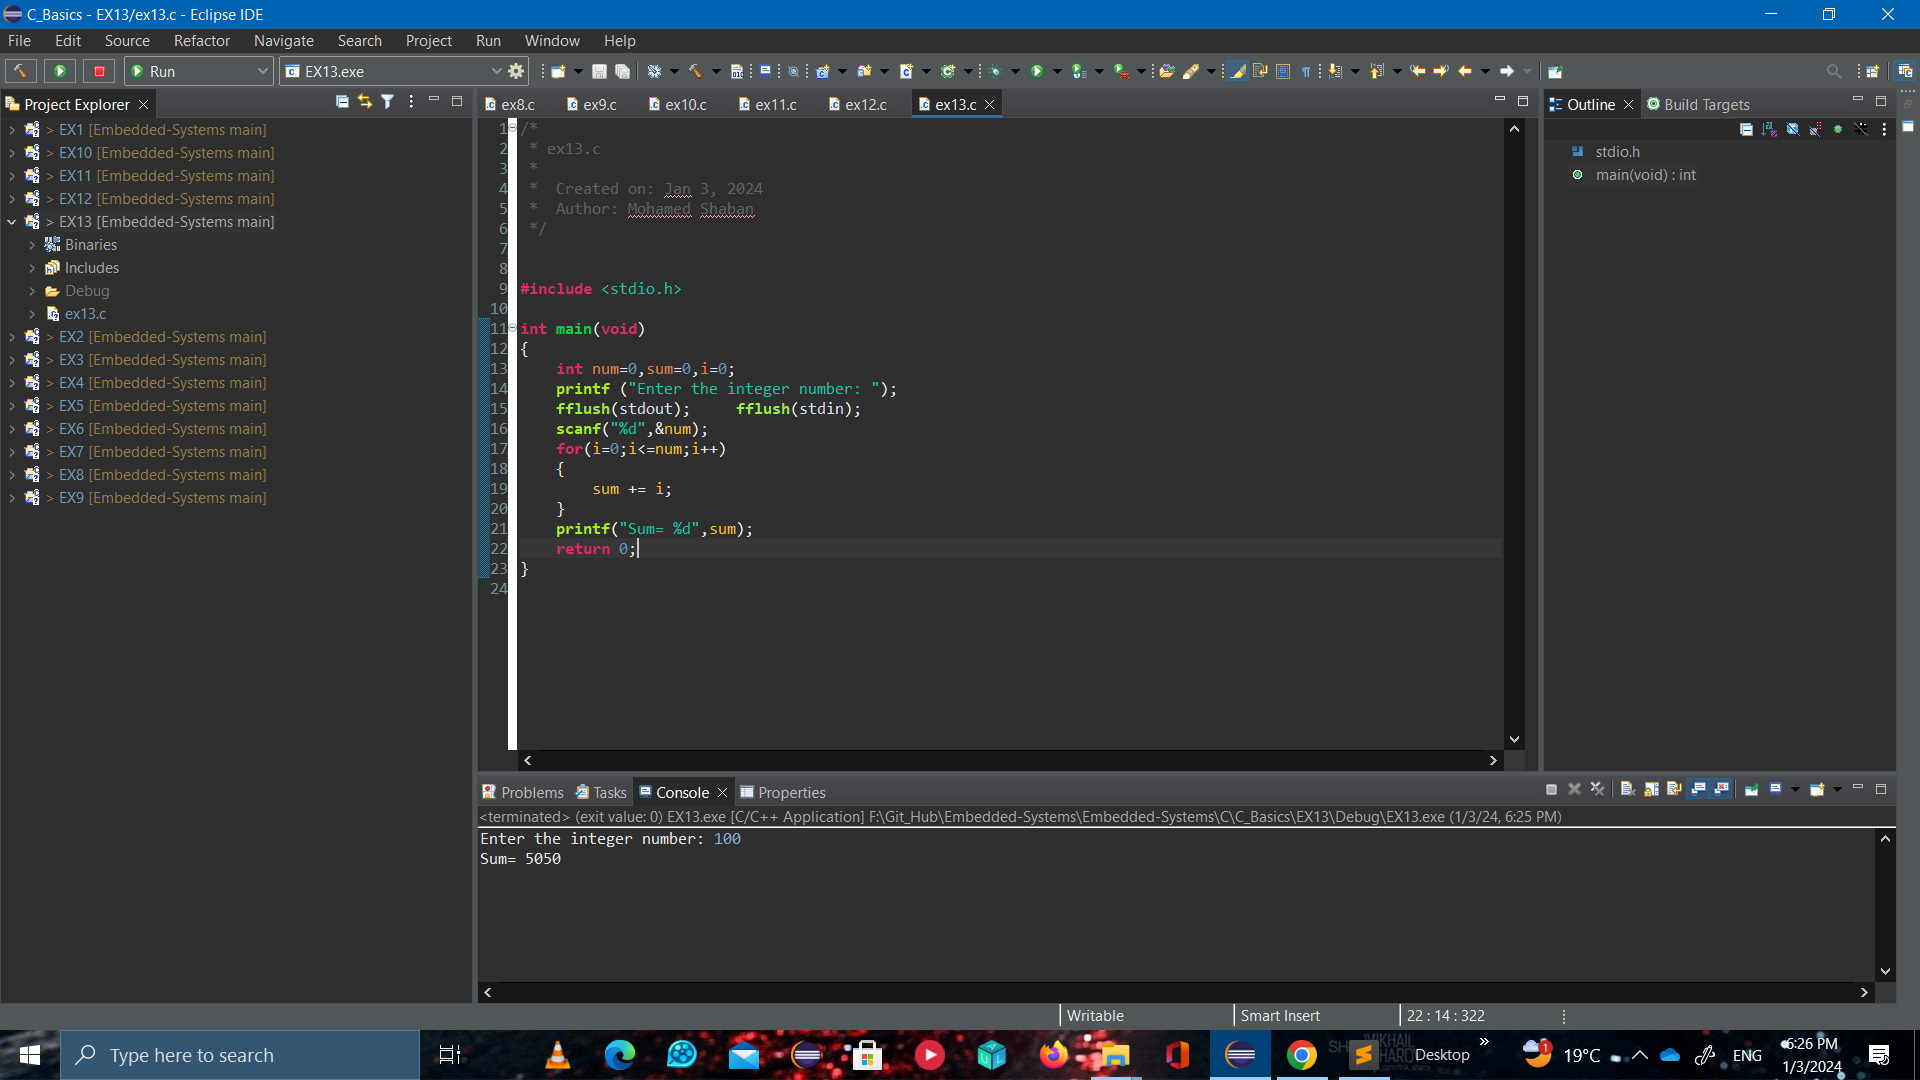 C_Basics - EX13/ex13.c - Eclipse IDE
File Edit Source Refactor Navigate Search Project Run Window Help
Run EX13.exe
Project Explorer
> EX1 [Embedded-Systems main]
> EX10 [Embedded-Systems main]
> EX11 [Embedded-Systems main]
> EX12 [Embedded-Systems main]
> EX13 [Embedded-Systems main]
Binaries
Includes
Debug
ex13.c
> EX2 [Embedded-Systems main]
> EX3 [Embedded-Systems main]
> EX4 [Embedded-Systems main]
> EX5 [Embedded-Systems main]
> EX6 [Embedded-Systems main]
> EX7 [Embedded-Systems main]
> EX8 [Embedded-Systems main]
> EX9 [Embedded-Systems main]
ex8.c ex9.c ex10.c ex11.c ex12.c ex13.c
1 /*
2 * ex13.c
3 *
4 * Created on: Jan 3, 2024
5 * Author: Mohamed Shaban
6 */
7
8
9 #include <stdio.h>
10
11 int main(void)
12 {
13 int num=0,sum=0,i=0;
14 printf ("Enter the integer number: ");
15 fflush(stdout); fflush(stdin);
16 scanf("%d",&num);
17 for(i=0;i<=num;i++)
18 {
19 sum += i;
20 }
21 printf("Sum= %d",sum);
22 return 0;
23 }
24
Outline Build Targets
stdio.h
main(void) : int
Problems Tasks Console Properties
<terminated> (exit value: 0) EX13.exe [C/C++ Application] F:\Git_Hub\Embedded-Systems\Embedded-Systems\C\C_Basics\EX13\Debug\EX13.exe (1/3/24, 6:25 PM)
Enter the integer number: 100
Sum= 5050
Writable Smart Insert 22 : 14 : 322
Type here to search
Desktop
1
19°C
ENG
6:26 PM
1/3/2024